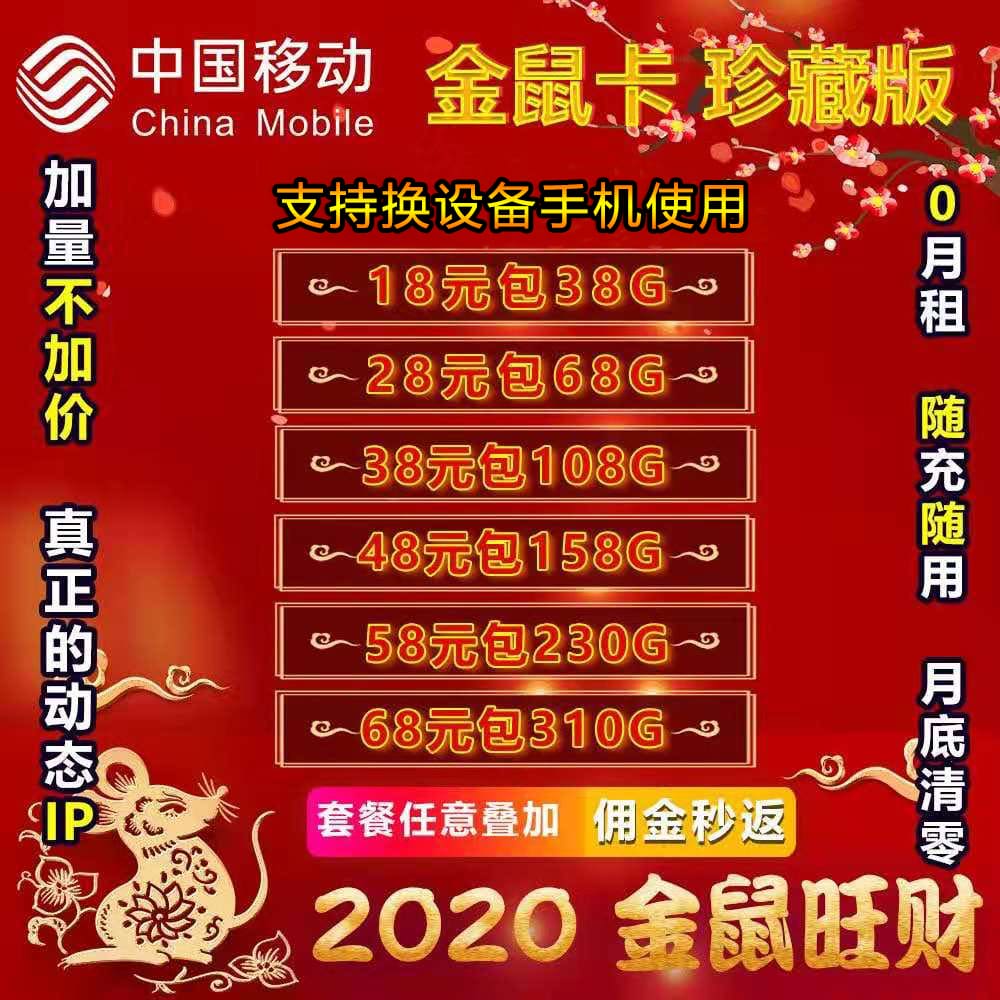 中国移动
China Mobile
金鼠卡 珍藏版
支持换设备手机使用
加量不加价
真正的动态IP
18元包38G
28元包68G
38元包108G
48元包158G
58元包230G
68元包310G
0月租
随充随用
月底清零
套餐任意叠加
佣金秒返
2020 金鼠旺财